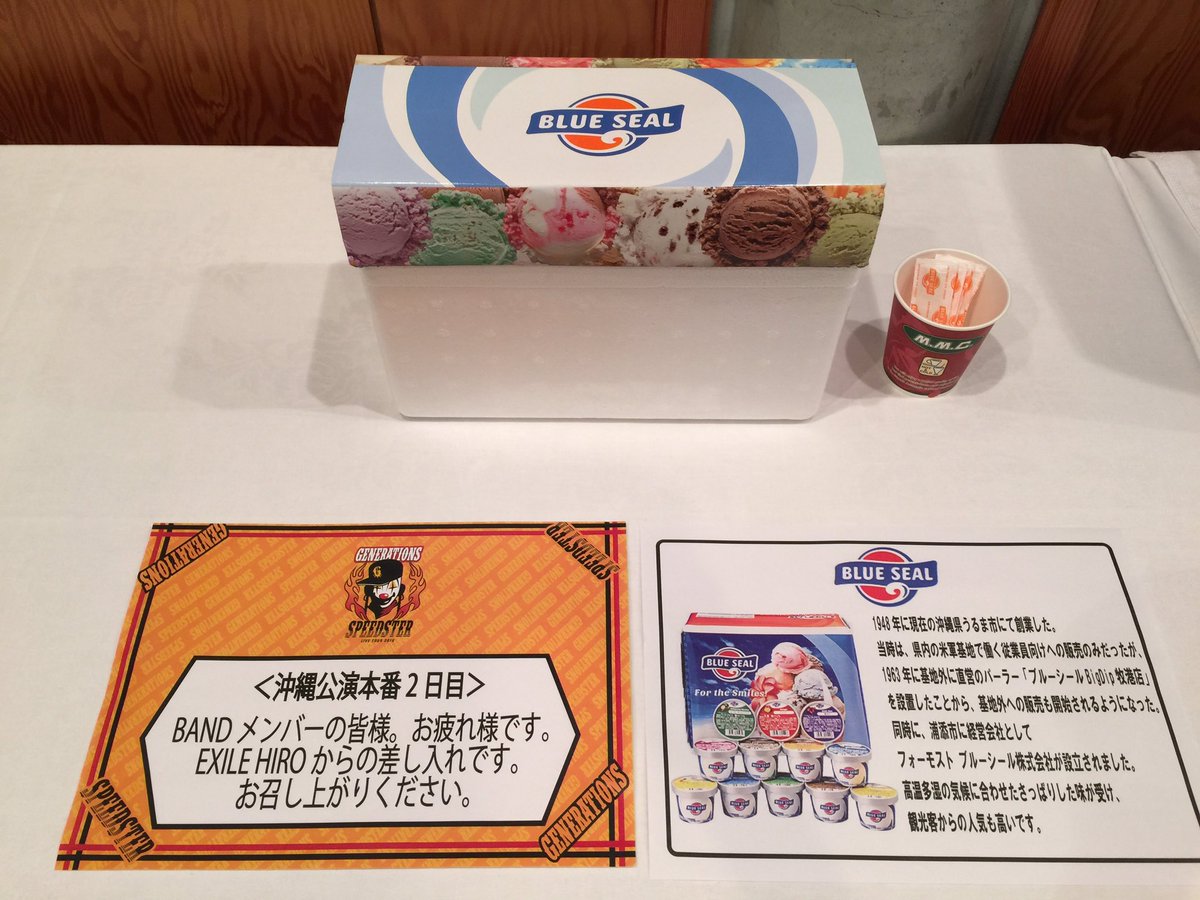 BLUE SEAL
M.M.C.
GENERATIONS
SPEEDSTER
GENERATIONS
SPEEDSTER
<沖縄公演本番2日目>
BANDメンバーの皆様。お疲れ様です。
EXILE HIROからの差し入れです。
お召し上がりください。
SPEEDSTER
GENERATIONS
BLUE SEAL
1948年に現在の沖縄県うるま市にて創業した。
当時は、県内の米軍基地で働く従業員向けへの販売のみだったが、
1963年に基地外に直営のパーラー「ブルーシールBigDip牧港店」
を設置したことから、基地外への販売も開始されるようになった。
同時に、浦添市に経営会社として
フォーモスト ブルーシール株式会社が設立されました。
高温多湿の気候に合わせたさっぱりした味が受け、
観光客からの人気も高いです。
BLUE SEAL
For the Smiles
BLUE SEAL
BLUE SEAL